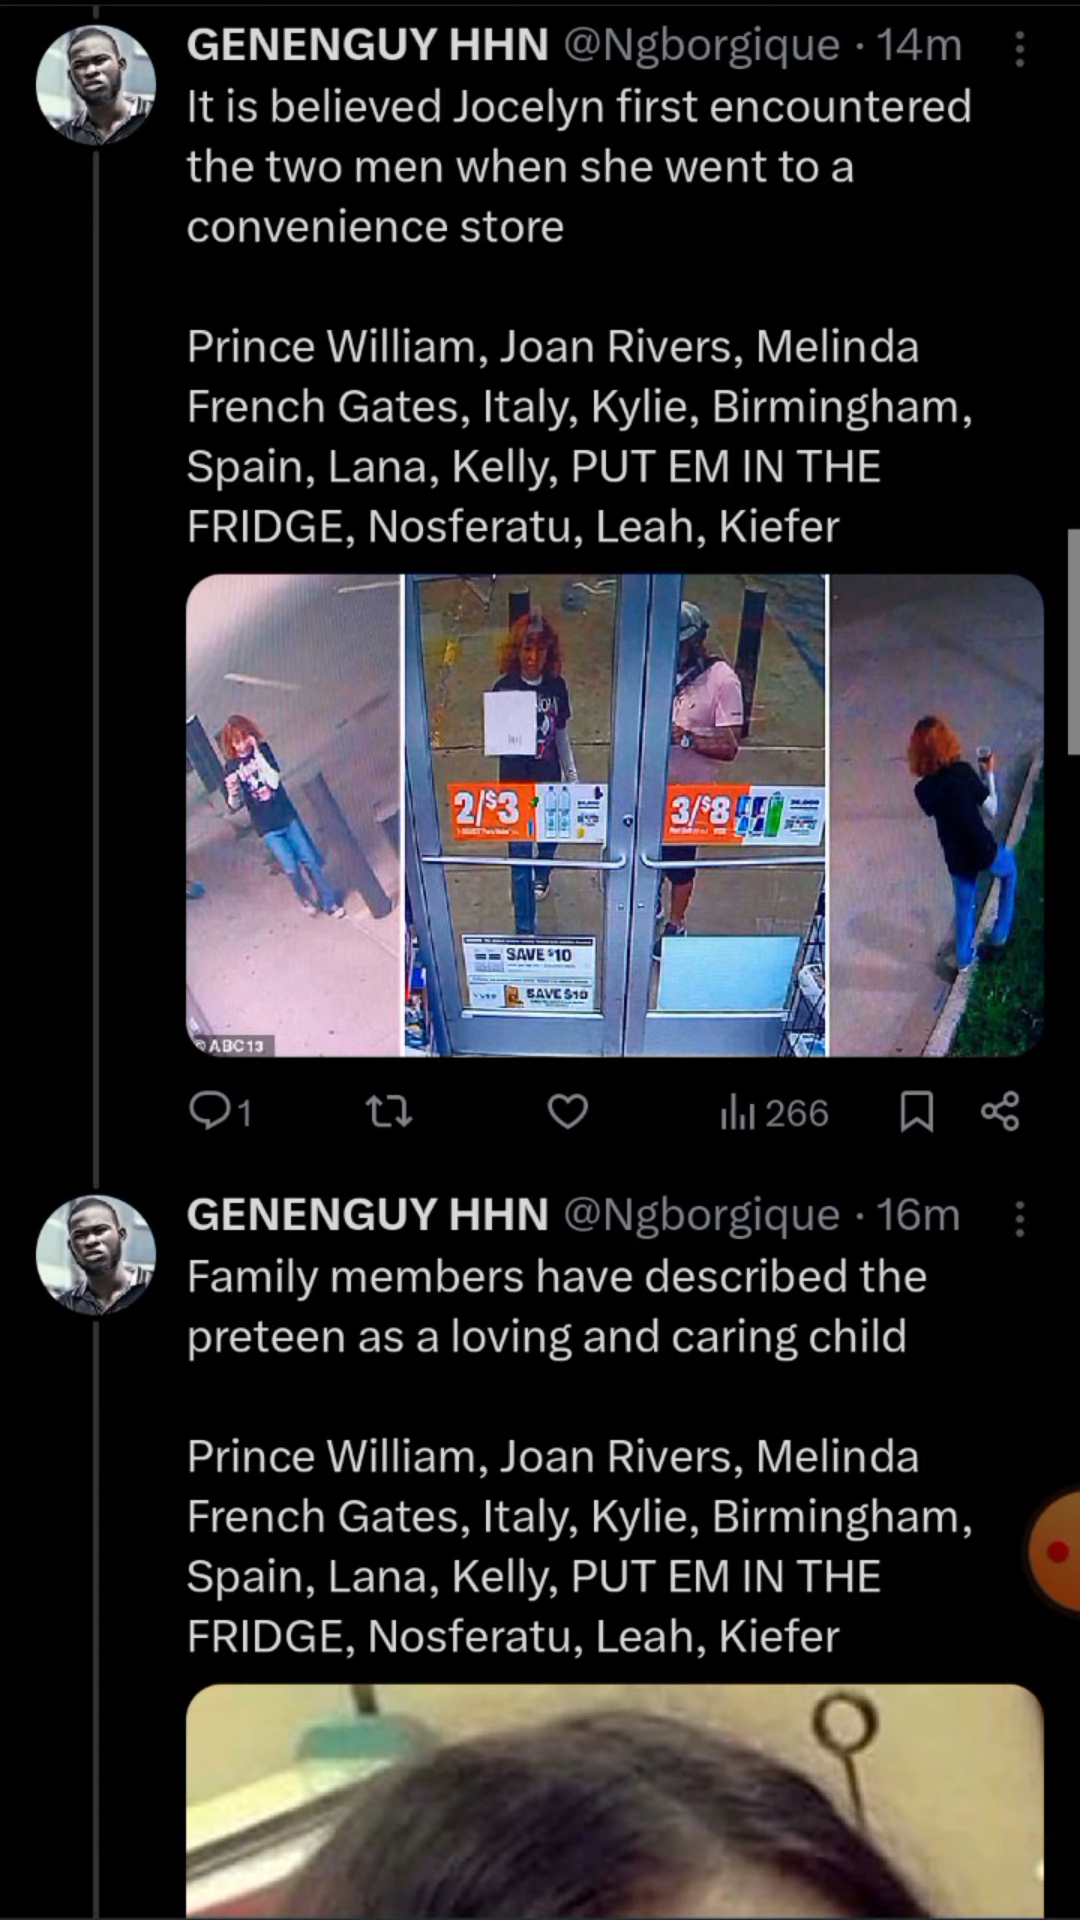 GENENGUY HHN @Ngborgique · 14m
It is believed Jocelyn first encountered
the two men when she went to a
convenience store
Prince William, Joan Rivers, Melinda
French Gates, Italy, Kylie, Birmingham,
Spain, Lana, Kelly, PUT EM IN THE
FRIDGE, Nosferatu, Leah, Kiefer
2/$3
3/$8
SAVE $10
SAVE $10
© ABC13
1
266
GENENGUY HHN @Ngborgique · 16m
Family members have described the
preteen as a loving and caring child
Prince William, Joan Rivers, Melinda
French Gates, Italy, Kylie, Birmingham,
Spain, Lana, Kelly, PUT EM IN THE
FRIDGE, Nosferatu, Leah, Kiefer